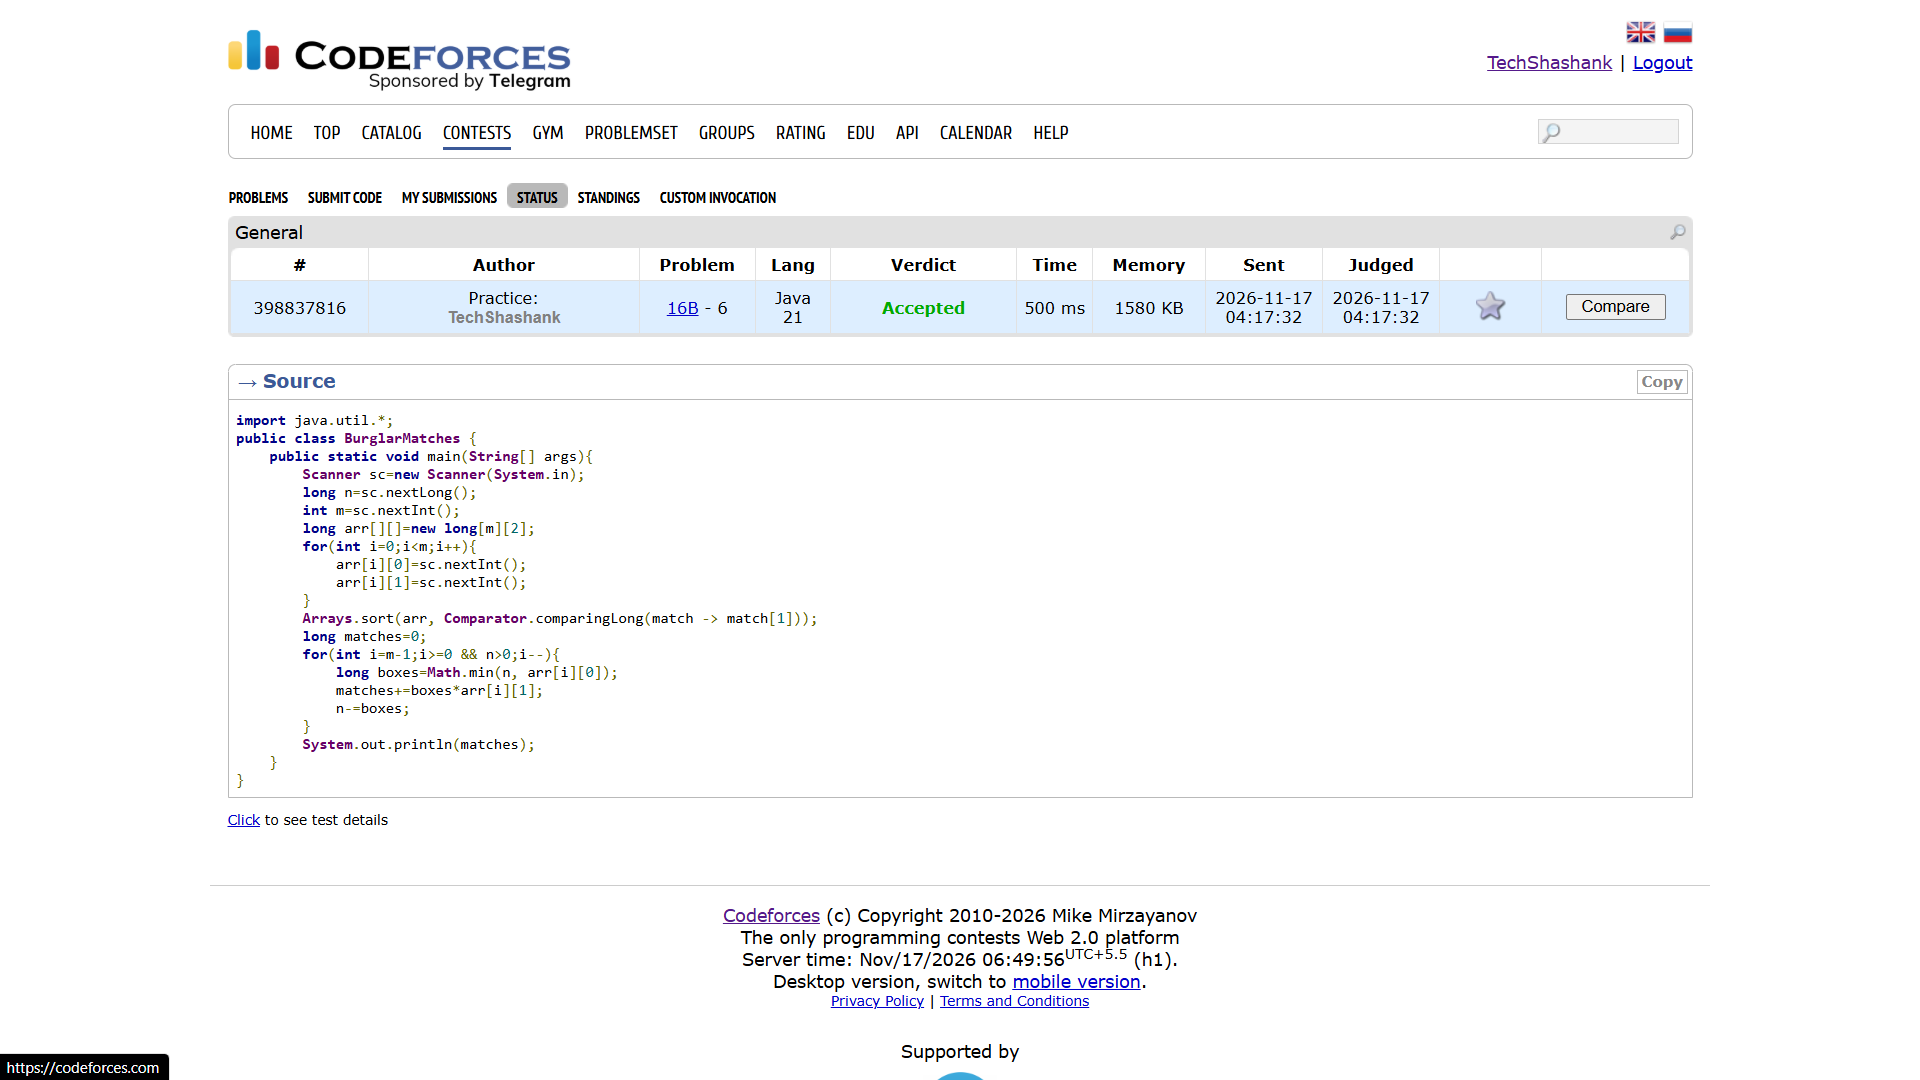 CODEFORCES
Sponsored by Telegram
TechShashank | Logout
HOME TOP CATALOG CONTESTS GYM PROBLEMSET GROUPS RATING EDU API CALENDAR HELP
PROBLEMS SUBMIT CODE MY SUBMISSIONS STATUS STANDINGS CUSTOM INVOCATION
General
# Author Problem Lang Verdict Time Memory Sent Judged
398837816 Practice: TechShashank 16B - 6 Java 21 Accepted 500 ms 1580 KB 2026-11-17 04:17:32 2026-11-17 04:17:32 Compare
→ Source Copy
import java.util.*;
public class BurglarMatches {
    public static void main(String[] args){
        Scanner sc=new Scanner(System.in);
        long n=sc.nextLong();
        int m=sc.nextInt();
        long arr[][]=new long[m][2];
        for(int i=0;i<m;i++){
            arr[i][0]=sc.nextInt();
            arr[i][1]=sc.nextInt();
        }
        Arrays.sort(arr, Comparator.comparingLong(match -> match[1]));
        long matches=0;
        for(int i=m-1;i>=0 && n>0;i--){
            long boxes=Math.min(n, arr[i][0]);
            matches+=boxes*arr[i][1];
            n-=boxes;
        }
        System.out.println(matches);
    }
}
Click to see test details
Codeforces (c) Copyright 2010-2026 Mike Mirzayanov
The only programming contests Web 2.0 platform
Server time: Nov/17/2026 06:49:56UTC+5.5 (h1).
Desktop version, switch to mobile version.
Privacy Policy | Terms and Conditions
Supported by
https://codeforces.com